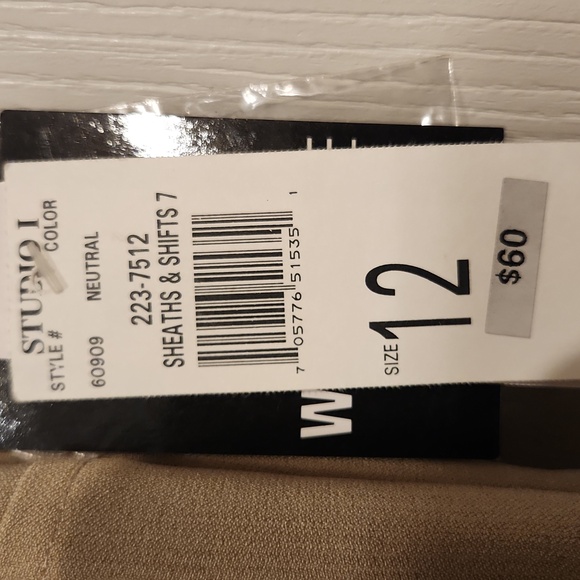 STUDIO I
STYLE # COLOR
60909 NEUTRAL
223-7512
SHEATHS & SHIFTS 7
7 05776 51535 1
SIZE 12
$60
W